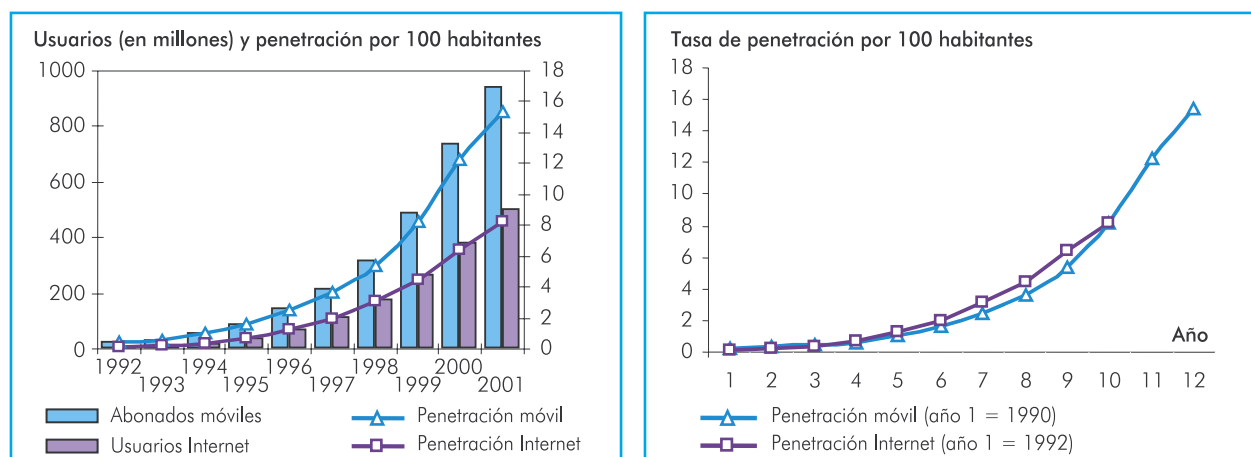 Usuarios (en millones) y penetración por 100 habitantes
1000
800
600
400
200
0
18
16
14
12
10
8
6
4
2
0
1992 1994 1996 1998 2000
1993 1995 1997 1999 2001
Abonados móviles
Penetración móvil
Usuarios Internet
Penetración Internet
Tasa de penetración por 100 habitantes
18
16
14
12
10
8
6
4
2
0
Año
1 2 3 4 5 6 7 8 9 10 11 12
Penetración móvil (año 1 = 1990)
Penetración Internet (año 1 = 1992)